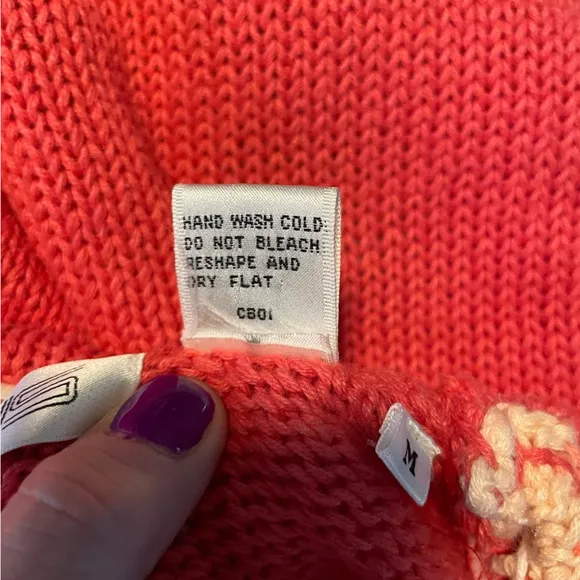 HAND WASH COLD:
DO NOT BLEACH:
RESHAPE AND
DRY FLAT
CB01
M